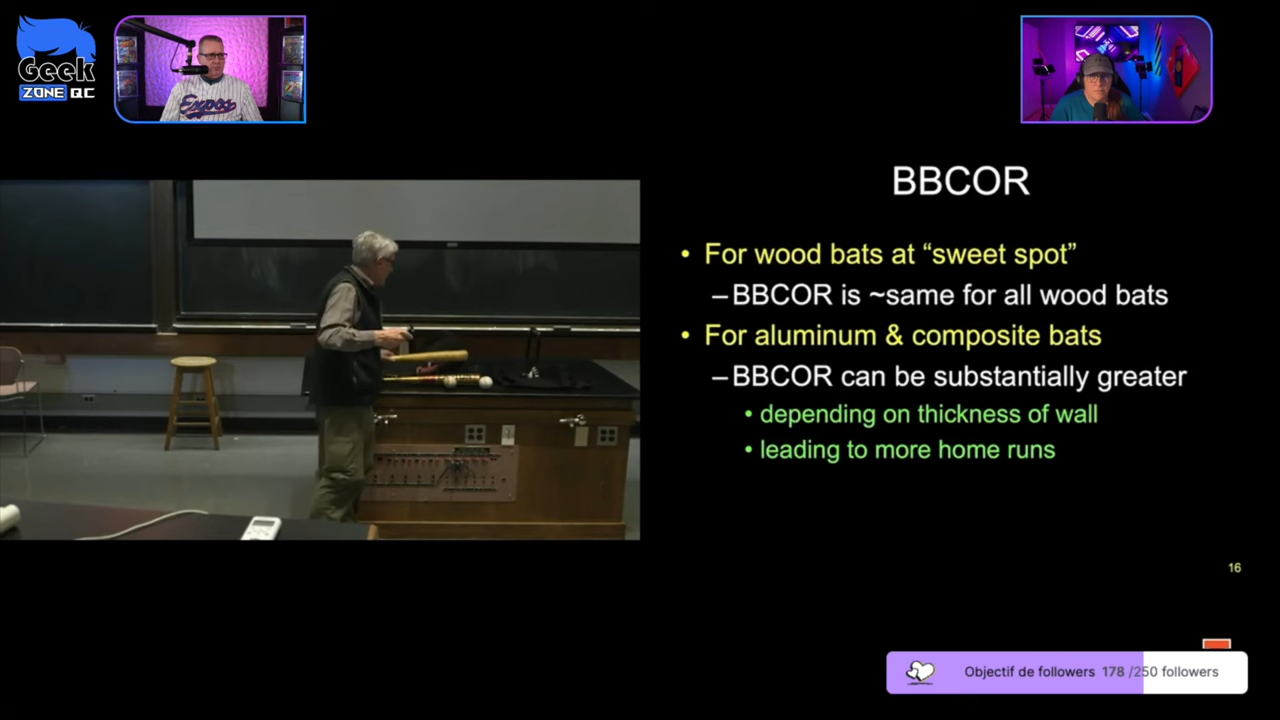 Geek
ZONE QC
Expos
BBCOR
• For wood bats at “sweet spot”
–BBCOR is ~same for all wood bats
• For aluminum & composite bats
–BBCOR can be substantially greater
• depending on thickness of wall
• leading to more home runs
16
Objectif de followers 178 /250 followers